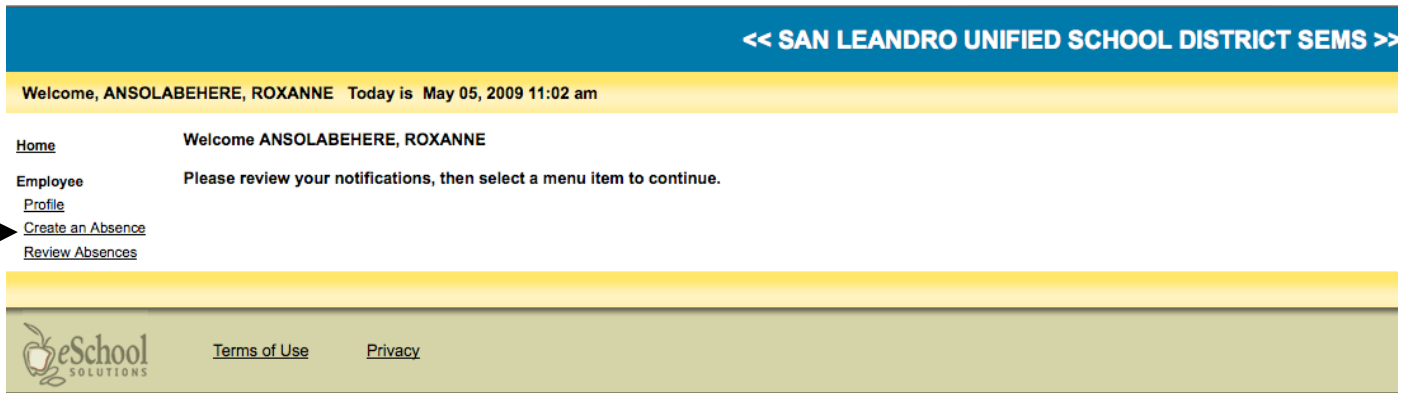 << SAN LEANDRO UNIFIED SCHOOL DISTRICT SEMS >>
Welcome, ANSOLABEHERE, ROXANNE Today is May 05, 2009 11:02 am
Home
Welcome ANSOLABEHERE, ROXANNE
Employee
Please review your notifications, then select a menu item to continue.
Profile
Create an Absence
Review Absences
eSchool
SOLUTIONS
Terms of Use Privacy